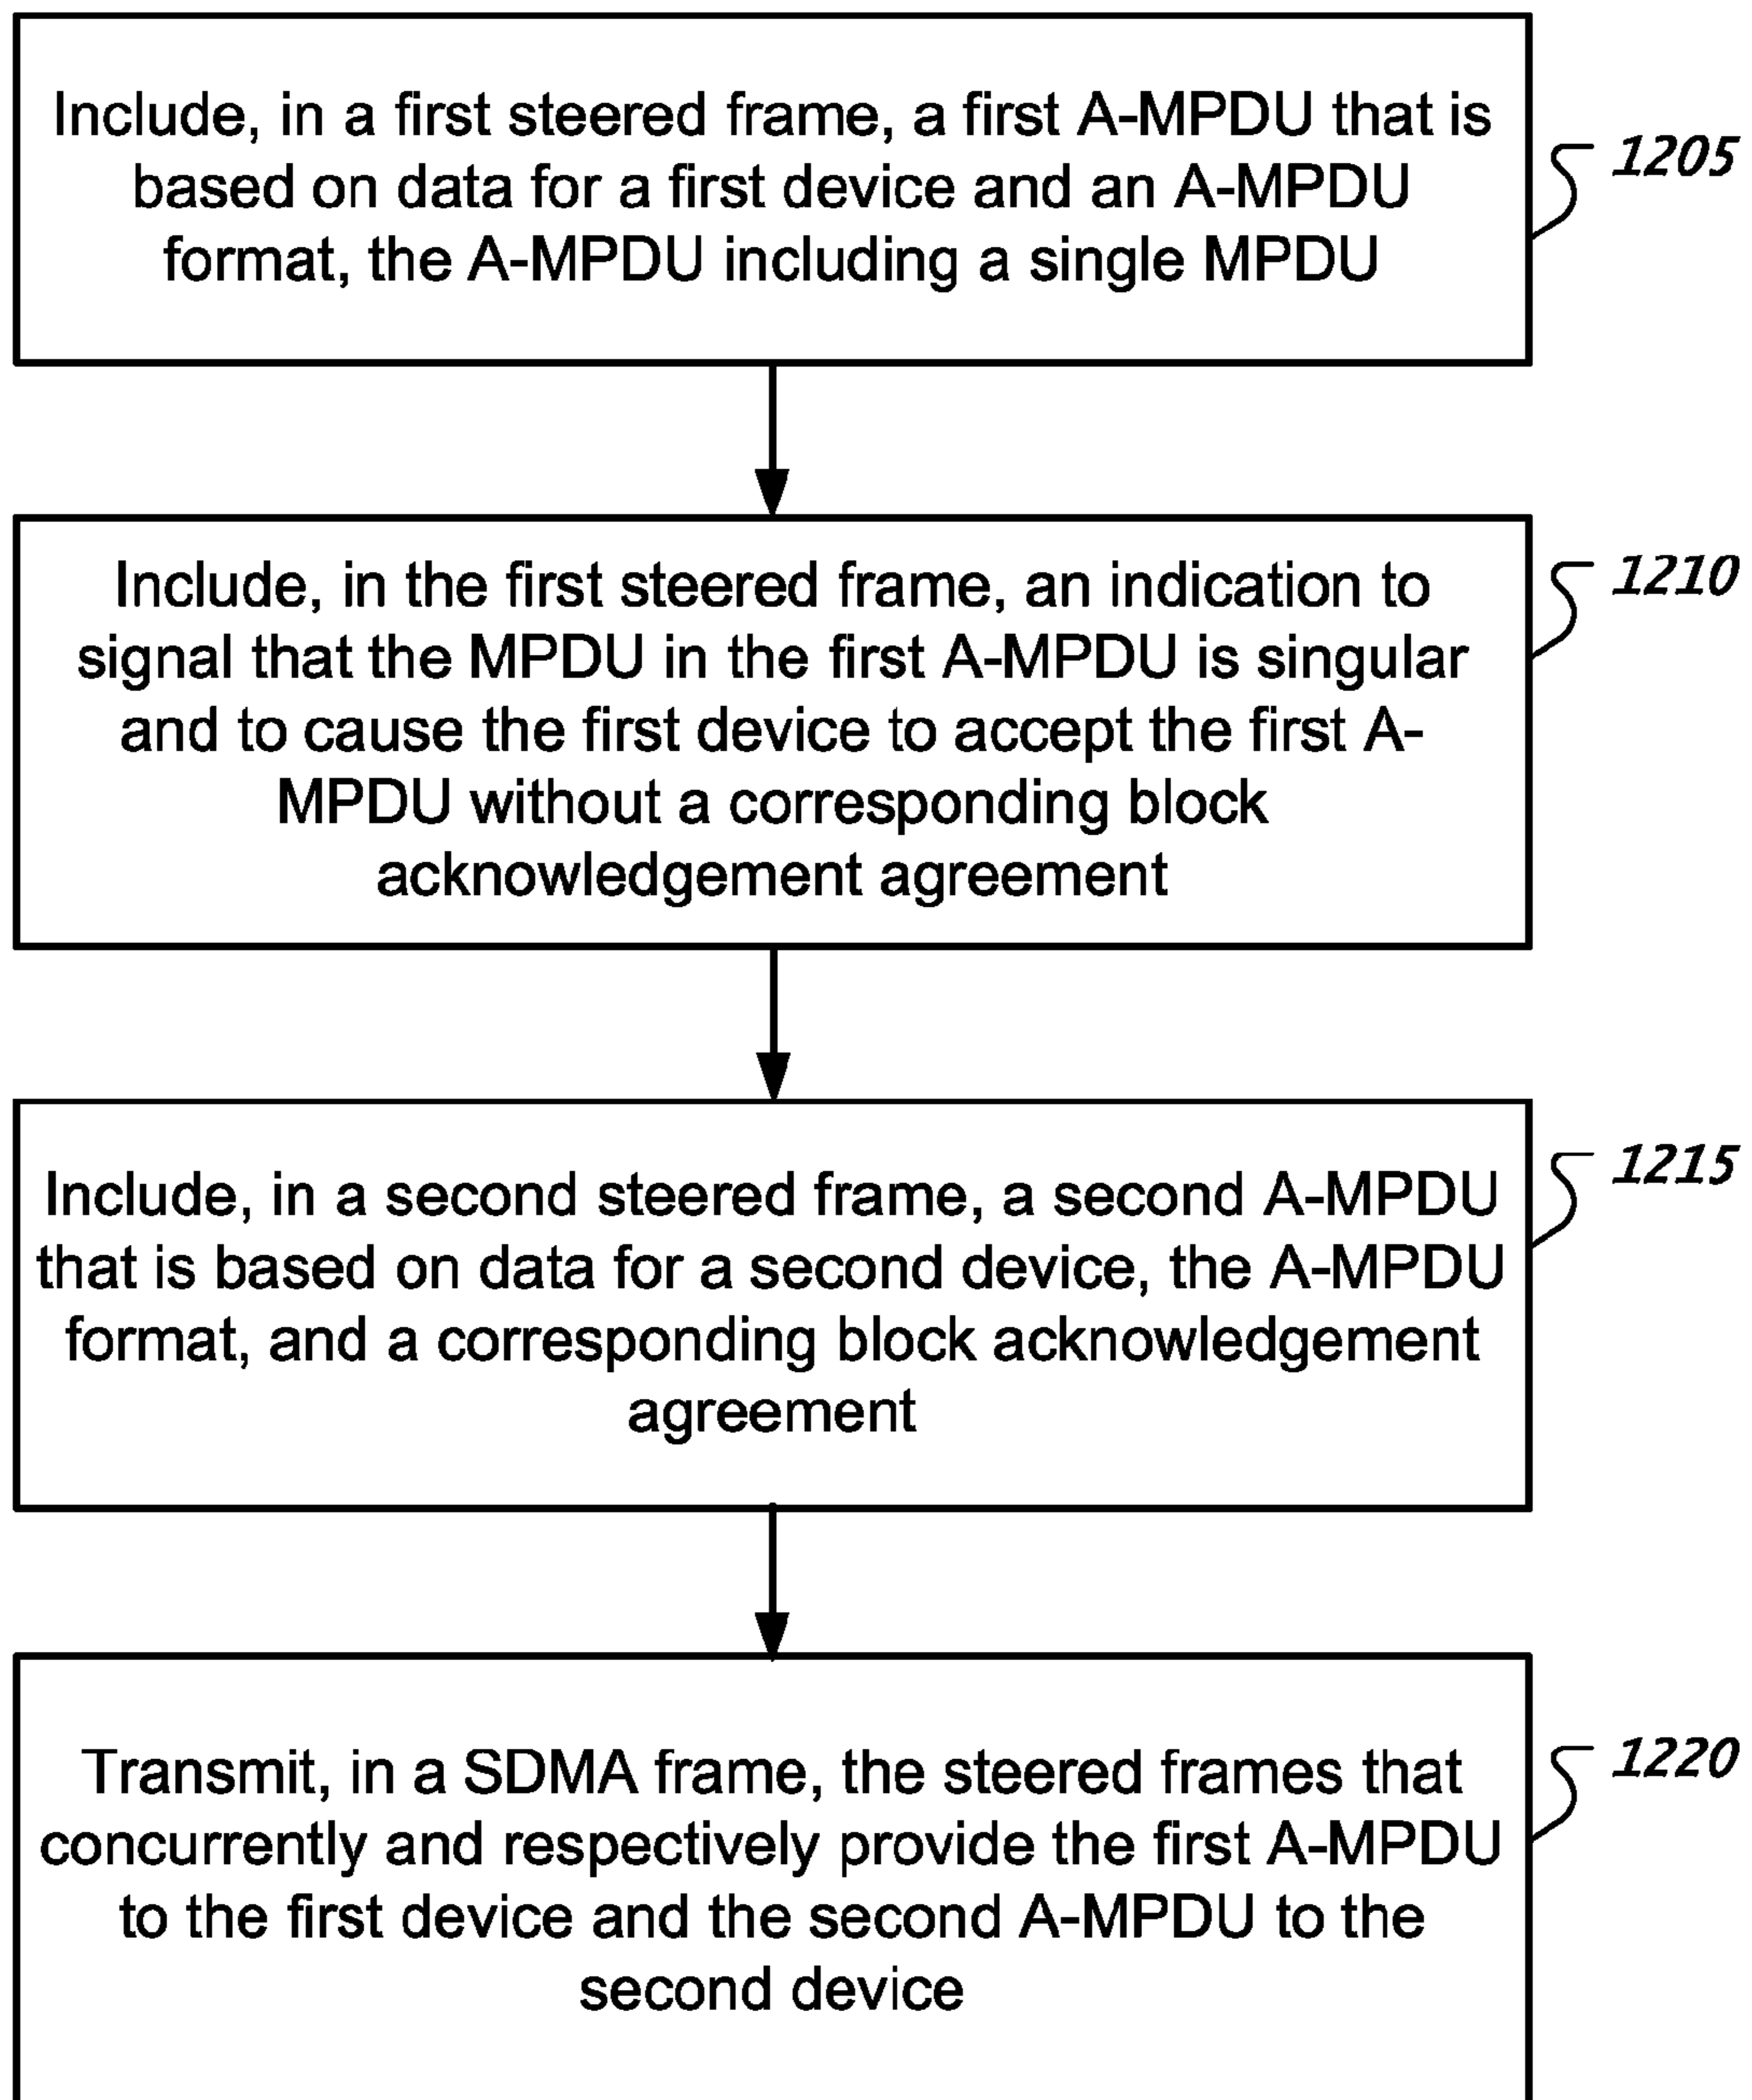 Include, in a first steered frame, a first A-MPDU that is
based on data for a first device and an A-MPDU
format, the A-MPDU including a single MPDU
1205
Include, in the first steered frame, an indication to
signal that the MPDU in the first A-MPDU is singular
and to cause the first device to accept the first A-
MPDU without a corresponding block
acknowledgement agreement
1210
Include, in a second steered frame, a second A-MPDU
that is based on data for a second device, the A-MPDU
format, and a corresponding block acknowledgement
agreement
1215
Transmit, in a SDMA frame, the steered frames that
concurrently and respectively provide the first A-MPDU
to the first device and the second A-MPDU to the
second device
1220